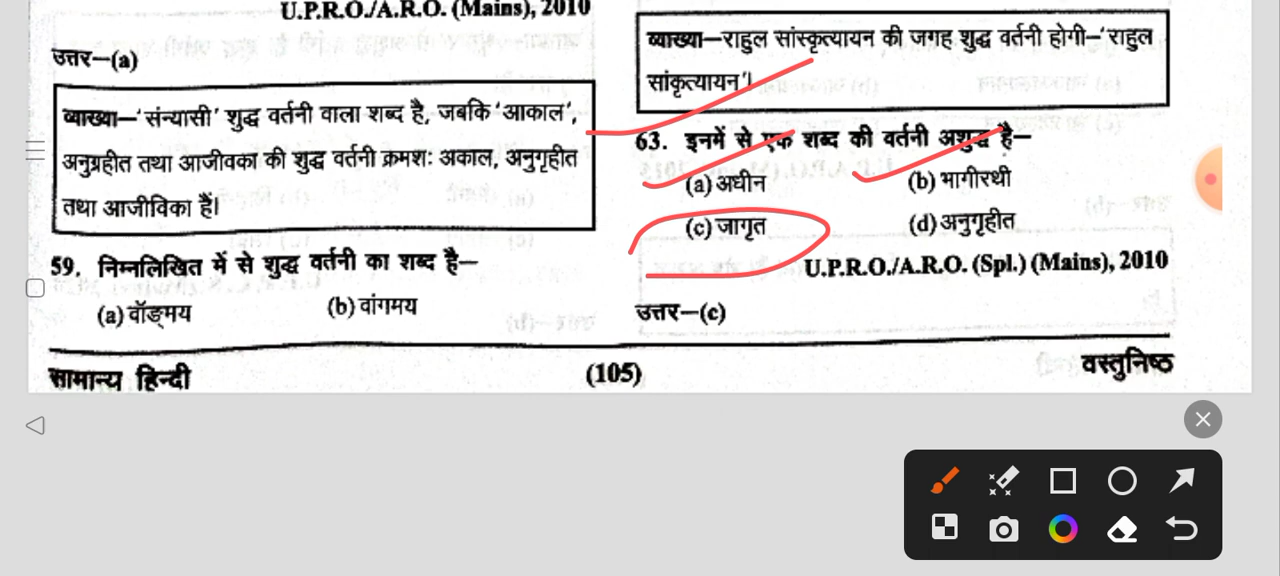 U.P.R.O./A.R.O. (Mains), 2010
उत्तर–(a)
व्याख्या–‘संन्यासी’ शुद्ध वर्तनी वाला शब्द है, जबकि ‘आकाल’,
अनुग्रहीत तथा आजीवका की शुद्ध वर्तनी क्रमशः अकाल, अनुगृहीत
तथा आजीविका हैं।
59. निम्नलिखित में से शुद्ध वर्तनी का शब्द है–
(a) वॉङ्मय (b) वांगमय
व्याख्या–राहुल सांस्कृत्यायन की जगह शुद्ध वर्तनी होगी–‘राहुल
सांकृत्यायन’।
63. इनमें से एक शब्द की वर्तनी अशुद्ध है–
(a) अधीन (b) भागीरथी
(c) जागृत (d) अनुगृहीत
U.P.R.O./A.R.O. (Spl.) (Mains), 2010
उत्तर–(c)
सामान्य हिन्दी (105) वस्तुनिष्ठ